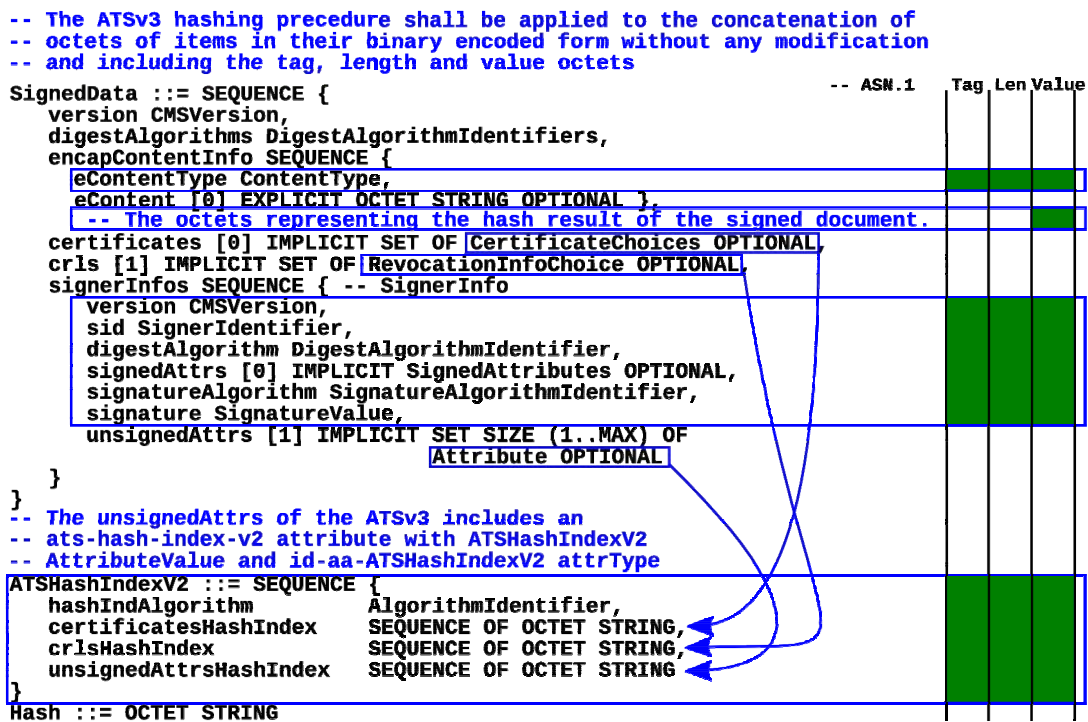 -- The ATSv3 hashing precedure shall be applied to the concatenation of
-- octets of items in their binary encoded form without any modification
-- and including the tag, length and value octets
-- ASN.1 Tag Len Value
SignedData ::= SEQUENCE {
version CMSVersion,
digestAlgorithms DigestAlgorithmIdentifiers,
encapContentInfo SEQUENCE {
eContentType ContentType,
eContent [0] EXPLICIT OCTET STRING OPTIONAL },
-- The octets representing the hash result of the signed document.
certificates [0] IMPLICIT SET OF CertificateChoices OPTIONAL,
crls [1] IMPLICIT SET OF RevocationInfoChoice OPTIONAL,
signerInfos SEQUENCE { -- SignerInfo
version CMSVersion,
sid SignerIdentifier,
digestAlgorithm DigestAlgorithmIdentifier,
signedAttrs [0] IMPLICIT SignedAttributes OPTIONAL,
signatureAlgorithm SignatureAlgorithmIdentifier,
signature SignatureValue,
unsignedAttrs [1] IMPLICIT SET SIZE (1..MAX) OF
Attribute OPTIONAL
}
}
-- The unsignedAttrs of the ATSv3 includes an
-- ats-hash-index-v2 attribute with ATSHashIndexV2
-- AttributeValue and id-aa-ATSHashIndexV2 attrType
ATSHashIndexV2 ::= SEQUENCE {
hashIndAlgorithm AlgorithmIdentifier,
certificatesHashIndex SEQUENCE OF OCTET STRING,
crlsHashIndex SEQUENCE OF OCTET STRING,
unsignedAttrsHashIndex SEQUENCE OF OCTET STRING
}
Hash ::= OCTET STRING